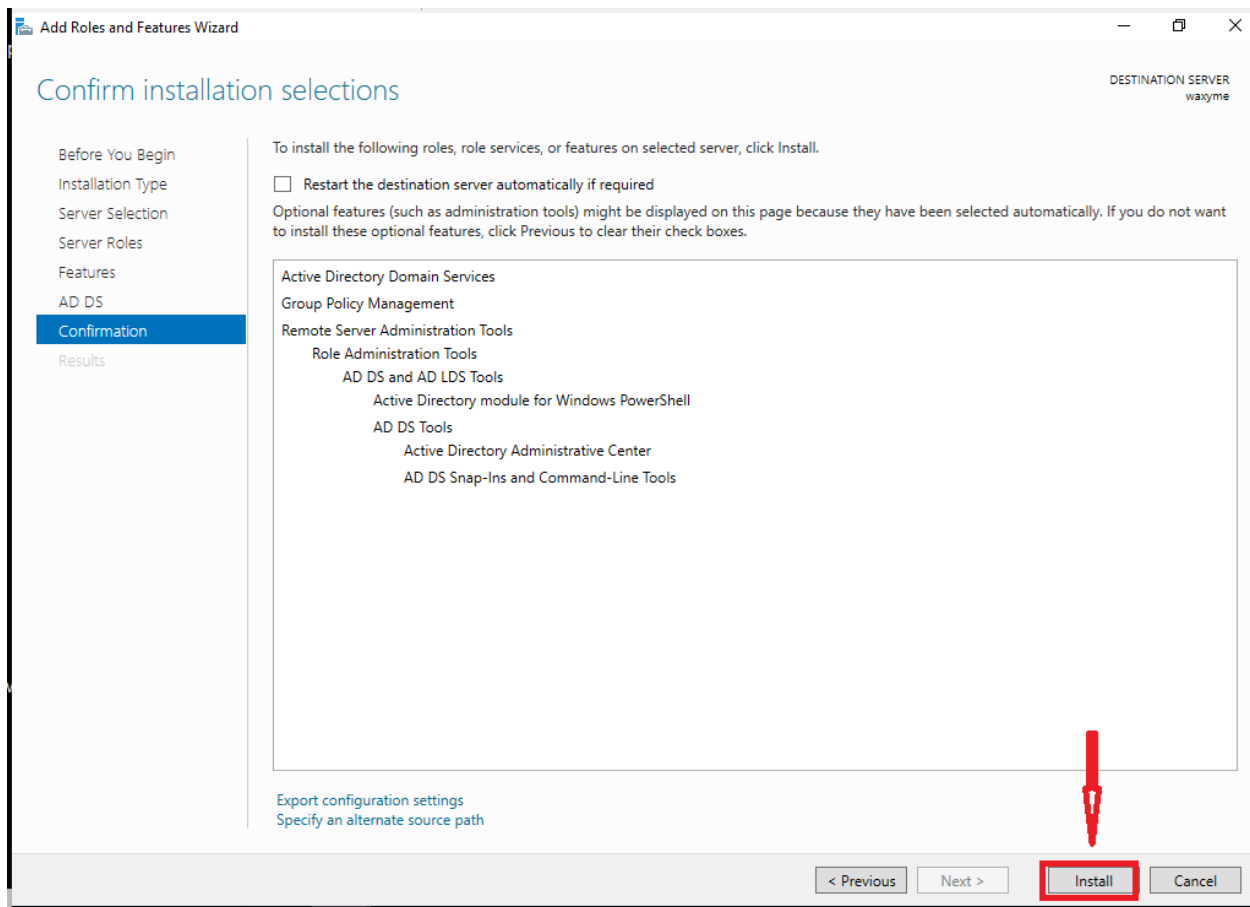 Add Roles and Features Wizard
Confirm installation selections
DESTINATION SERVER
waxyme
Before You Begin
Installation Type
Server Selection
Server Roles
Features
AD DS
Confirmation
Results
To install the following roles, role services, or features on selected server, click Install.
Restart the destination server automatically if required
Optional features (such as administration tools) might be displayed on this page because they have been selected automatically. If you do not want
to install these optional features, click Previous to clear their check boxes.
Active Directory Domain Services
Group Policy Management
Remote Server Administration Tools
Role Administration Tools
AD DS and AD LDS Tools
Active Directory module for Windows PowerShell
AD DS Tools
Active Directory Administrative Center
AD DS Snap-Ins and Command-Line Tools
Export configuration settings
Specify an alternate source path
< Previous
Next >
Install
Cancel